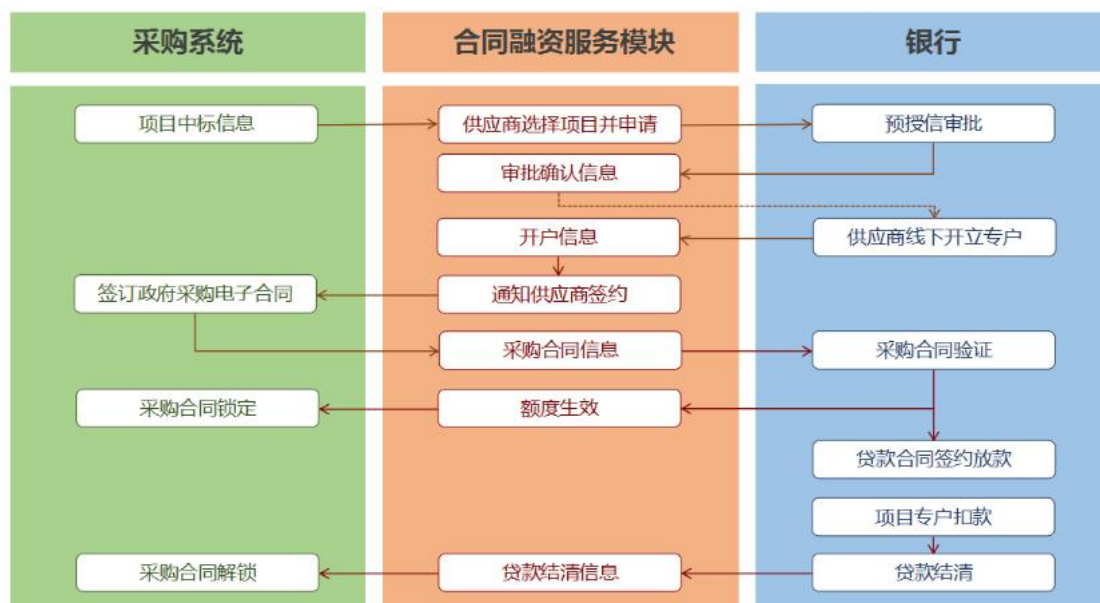 采购系统
合同融资服务模块
银行
项目中标信息
供应商选择项目并申请
预授信审批
审批确认信息
开户信息
供应商线下开立专户
签订政府采购电子合同
通知供应商签约
采购合同信息
采购合同验证
采购合同锁定
额度生效
贷款合同签约放款
项目专户扣款
采购合同解锁
贷款结清信息
贷款结清